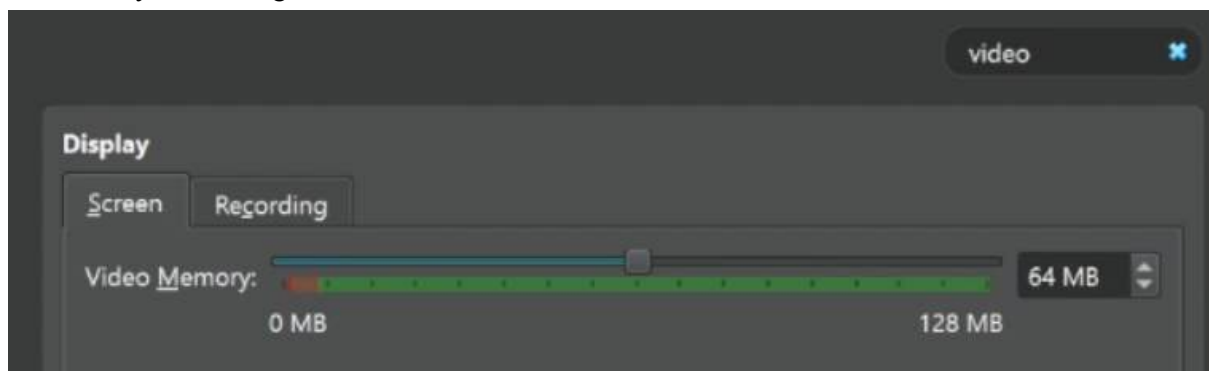 video
Display
Screen Recording
Video Memory: 64 MB
0 MB 128 MB